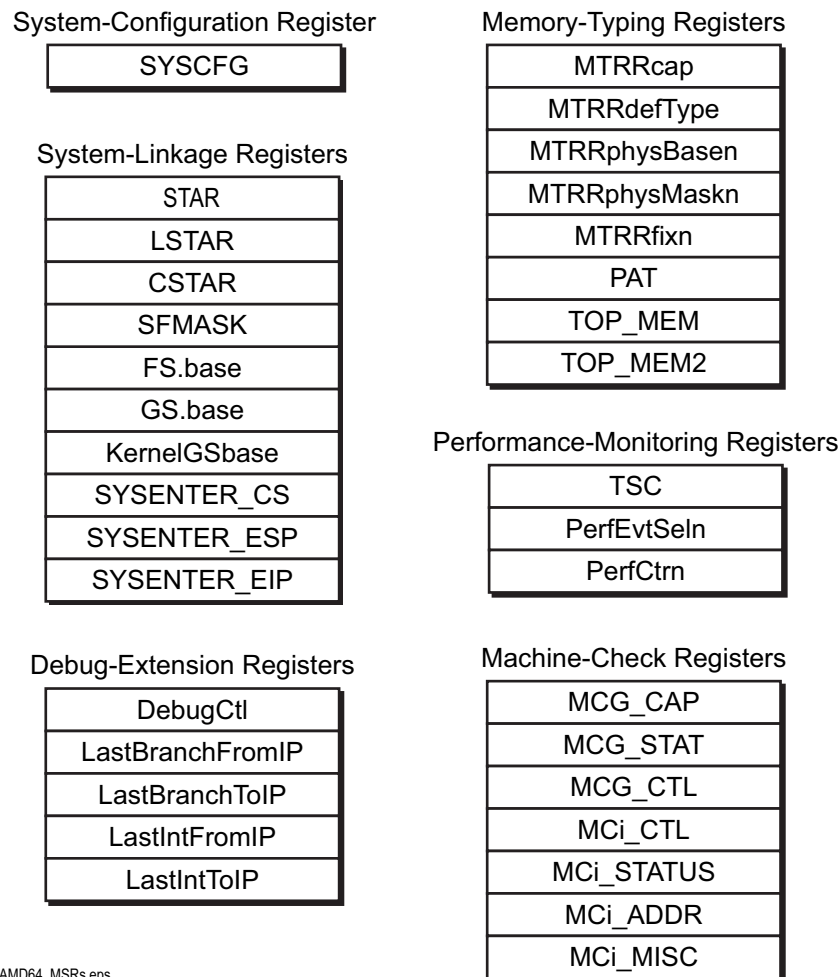 System-Configuration Register
SYSCFG
System-Linkage Registers
STAR
LSTAR
CSTAR
SFMASK
FS.base
GS.base
KernelGSbase
SYSENTER_CS
SYSENTER_ESP
SYSENTER_EIP
Debug-Extension Registers
DebugCtl
LastBranchFromIP
LastBranchToIP
LastIntFromIP
LastIntToIP
Memory-Typing Registers
MTRRcap
MTRRdefType
MTRRphysBasen
MTRRphysMaskn
MTRRfixn
PAT
TOP_MEM
TOP_MEM2
Performance-Monitoring Registers
TSC
PerfEvtSeln
PerfCtrn
Machine-Check Registers
MCG_CAP
MCG_STAT
MCG_CTL
MCi_CTL
MCi_STATUS
MCi_ADDR
MCi_MISC
AMD64_MSRs.eps